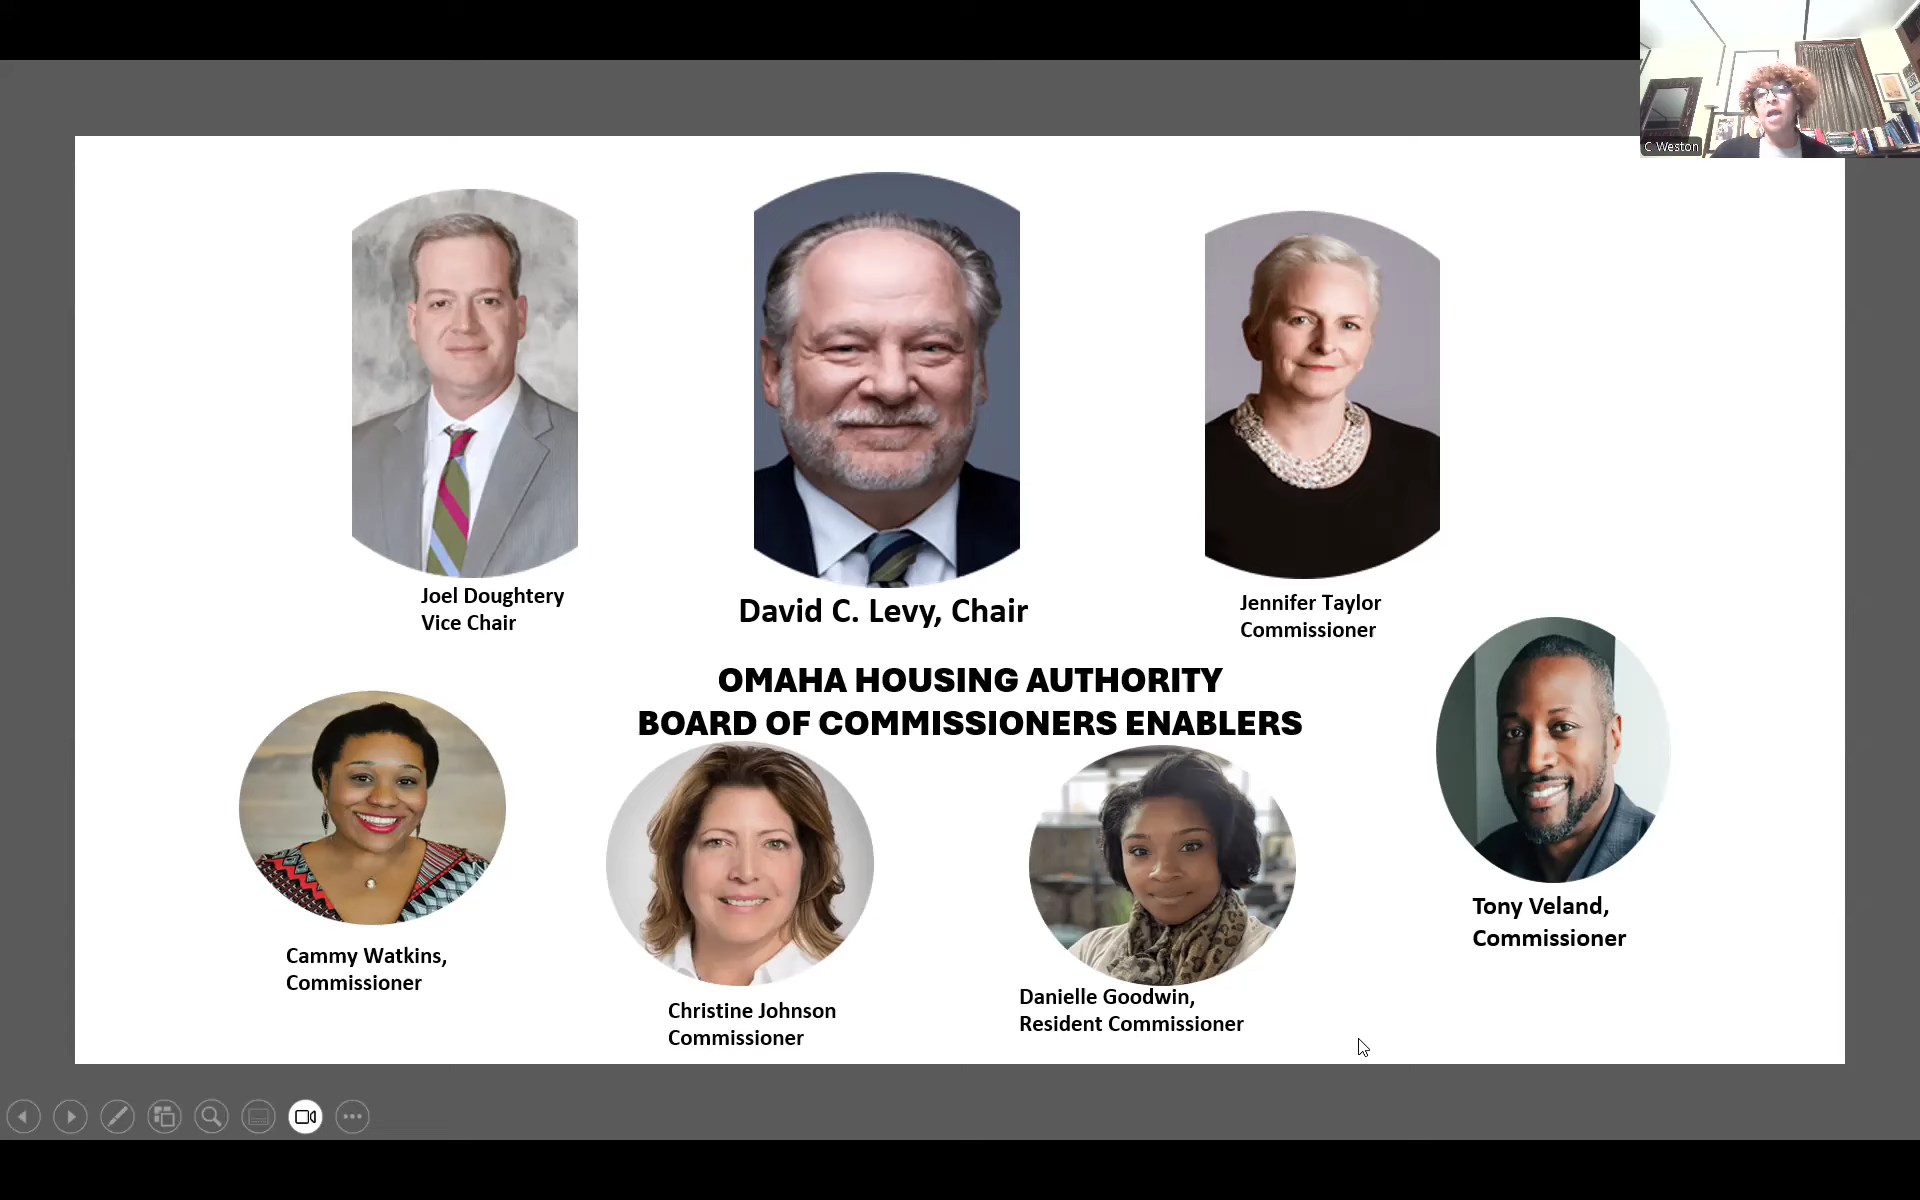 C Weston
Joel Doughtery
Vice Chair
David C. Levy, Chair
Jennifer Taylor
Commissioner
OMAHA HOUSING AUTHORITY
BOARD OF COMMISSIONERS ENABLERS
Tony Veland,
Commissioner
Cammy Watkins,
Commissioner
Christine Johnson
Commissioner
Danielle Goodwin,
Resident Commissioner